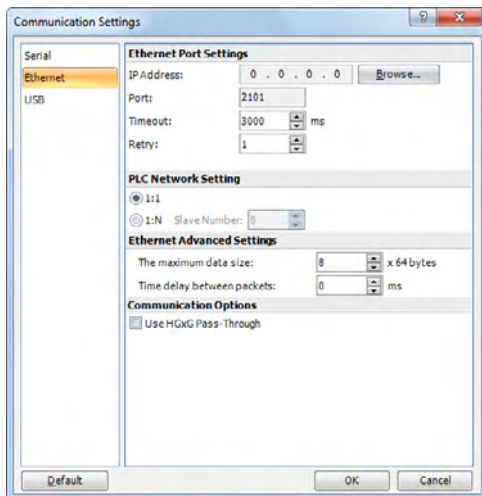 Communication Settings
Serial
Ethernet
USB
Ethernet Port Settings
IP Address: 0 . 0 . 0 . 0 Browse...
Port: 2101
Timeout: 3000 ms
Retry: 1
PLC Network Setting
1:1
1:N Slave Number: 0
Ethernet Advanced Settings
The maximum data size: 8 x 64 bytes
Time delay between packets: 0 ms
Communication Options
Use HGxG Pass-Through
Default OK Cancel